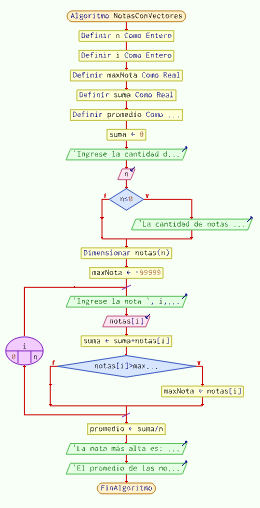 Algoritmo NotasConVectores
Definir n Como Entero
Definir i Como Entero
Definir maxNota Como Real
Definir suma Como Real
Definir promedio Como ...
suma ← 0
'Ingrese la cantidad d...
n
n≤0
F V
'La cantidad de notas ...
Dimensionar notas(n)
maxNota ← -99999
'Ingrese la nota ', i,...
notas[i]
i
0 n
suma ← suma+notas[i]
F V
notas[i]>max...
maxNota ← notas[i]
promedio ← suma/n
'La nota más alta es: ...
'El promedio de las no...
FinAlgoritmo